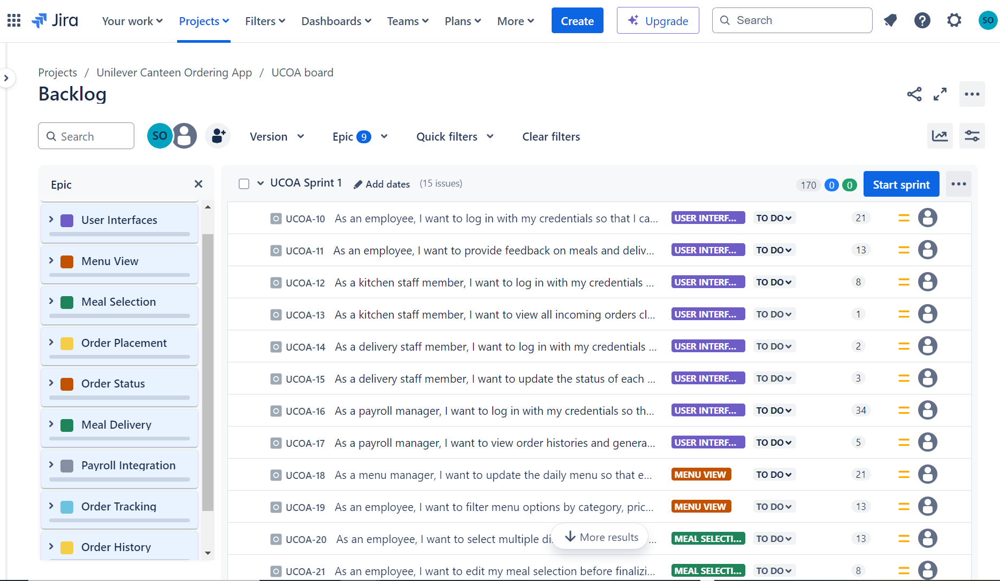 Jira Your work Projects Filters Dashboards Teams Plans More Create Upgrade Search SO
Projects / Unilever Canteen Ordering App / UCOA board
Backlog
Search SO Version Epic 9 Quick filters Clear filters
Epic
User Interfaces
Menu View
Meal Selection
Order Placement
Order Status
Meal Delivery
Payroll Integration
Order Tracking
Order History
UCOA Sprint 1 Add dates (15 issues) 170 0 0 Start sprint
UCOA-10 As an employee, I want to log in with my credentials so that I ca... USER INTERF... TO DO 21
UCOA-11 As an employee, I want to provide feedback on meals and deliv... USER INTERF... TO DO 13
UCOA-12 As a kitchen staff member, I want to log in with my credentials ... USER INTERF... TO DO 8
UCOA-13 As a kitchen staff member, I want to view all incoming orders cl... USER INTERF... TO DO 1
UCOA-14 As a delivery staff member, I want to log in with my credentials ... USER INTERF... TO DO 2
UCOA-15 As a delivery staff member, I want to update the status of each ... USER INTERF... TO DO 3
UCOA-16 As a payroll manager, I want to log in with my credentials so th... USER INTERF... TO DO 34
UCOA-17 As a payroll manager, I want to view order histories and genera... USER INTERF... TO DO 5
UCOA-18 As a menu manager, I want to update the daily menu so that e... MENU VIEW TO DO 21
UCOA-19 As an employee, I want to filter menu options by category, pric... MENU VIEW TO DO 13
UCOA-20 As an employee, I want to select multiple di ... MEAL SELECTI... TO DO 13
More results
UCOA-21 As an employee, I want to edit my meal selection before finalizi... MEAL SELECTI... TO DO 8